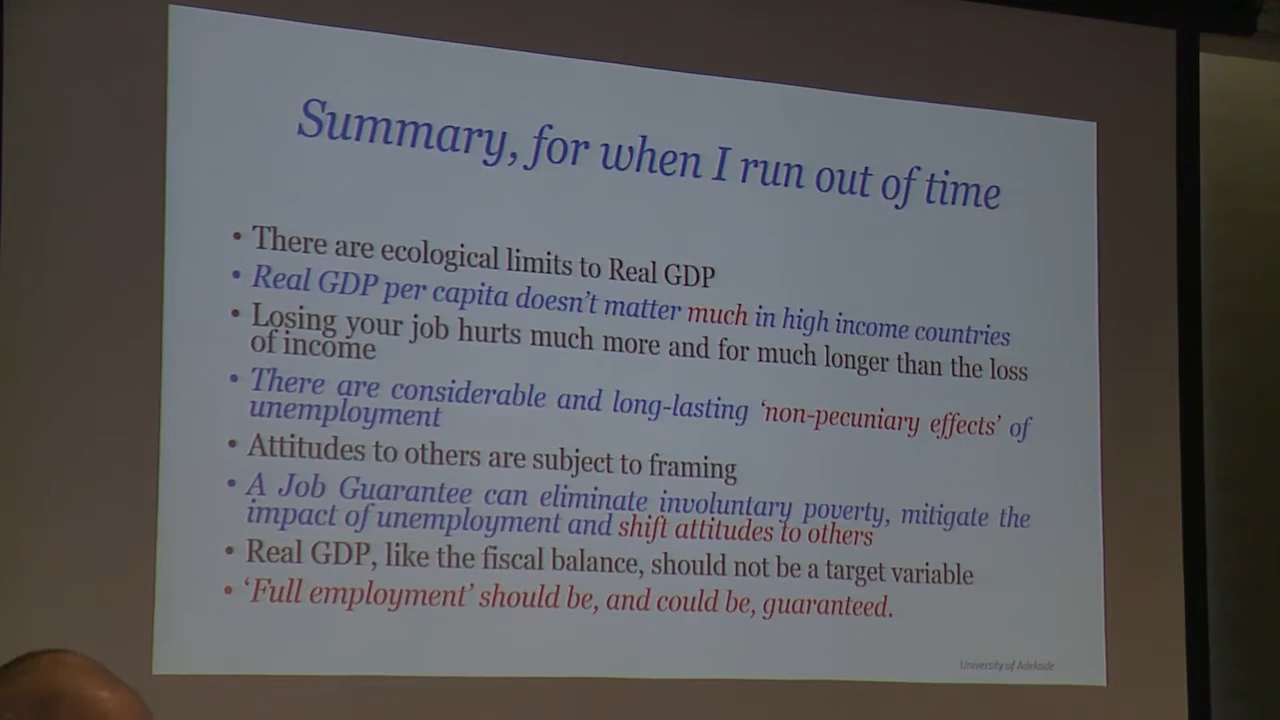 Summary, for when I run out of time
• There are ecological limits to Real GDP
• Real GDP per capita doesn't matter much in high income countries
• Losing your job hurts much more and for much longer than the loss
of income
• There are considerable and long-lasting 'non-pecuniary effects' of
unemployment
• Attitudes to others are subject to framing
• A Job Guarantee can eliminate involuntary poverty, mitigate the
impact of unemployment and shift attitudes to others
• Real GDP, like the fiscal balance, should not be a target variable
• 'Full employment' should be, and could be, guaranteed.
University of Adelaide